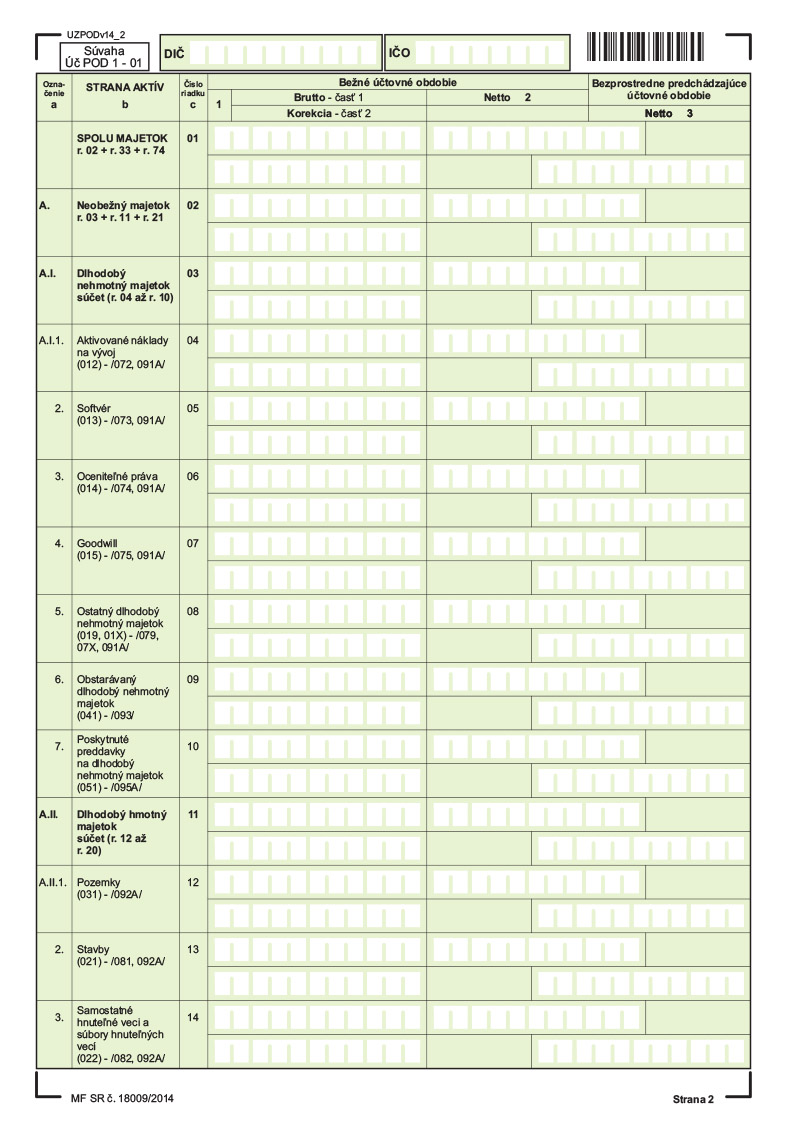 UZPODv14_2
Súvaha
Úč POD 1 - 01
DIČ
IČO
Ozna-
čenie
a
STRANA AKTÍV
b
Číslo
riadku
c
Bežné účtovné obdobie
1
Brutto - časť 1
Korekcia - časť 2
Netto 2
Bezprostredne predchádzajúce
účtovné obdobie
Netto 3
SPOLU MAJETOK
r. 02 + r. 33 + r. 74
01
A.
Neobežný majetok
r. 03 + r. 11 + r. 21
02
A.I.
Dlhodobý
nehmotný majetok
súčet (r. 04 až r. 10)
03
A.I.1.
Aktivované náklady
na vývoj
(012) - /072, 091A/
04
2.
Softvér
(013) - /073, 091A/
05
3.
Oceniteľné práva
(014) - /074, 091A/
06
4.
Goodwill
(015) - /075, 091A/
07
5.
Ostatný dlhodobý
nehmotný majetok
(019, 01X) - /079,
07X, 091A/
08
6.
Obstarávaný
dlhodobý nehmotný
majetok
(041) - /093/
09
7.
Poskytnuté
preddavky
na dlhodobý
nehmotný majetok
(051) - /095A/
10
A.II.
Dlhodobý hmotný
majetok
súčet (r. 12 až
r. 20)
11
A.II.1.
Pozemky
(031) - /092A/
12
2.
Stavby
(021) - /081, 092A/
13
3.
Samostatné
hnuteľné veci a
súbory hnuteľných
vecí
(022) - /082, 092A/
14
MF SR č. 18009/2014
Strana 2